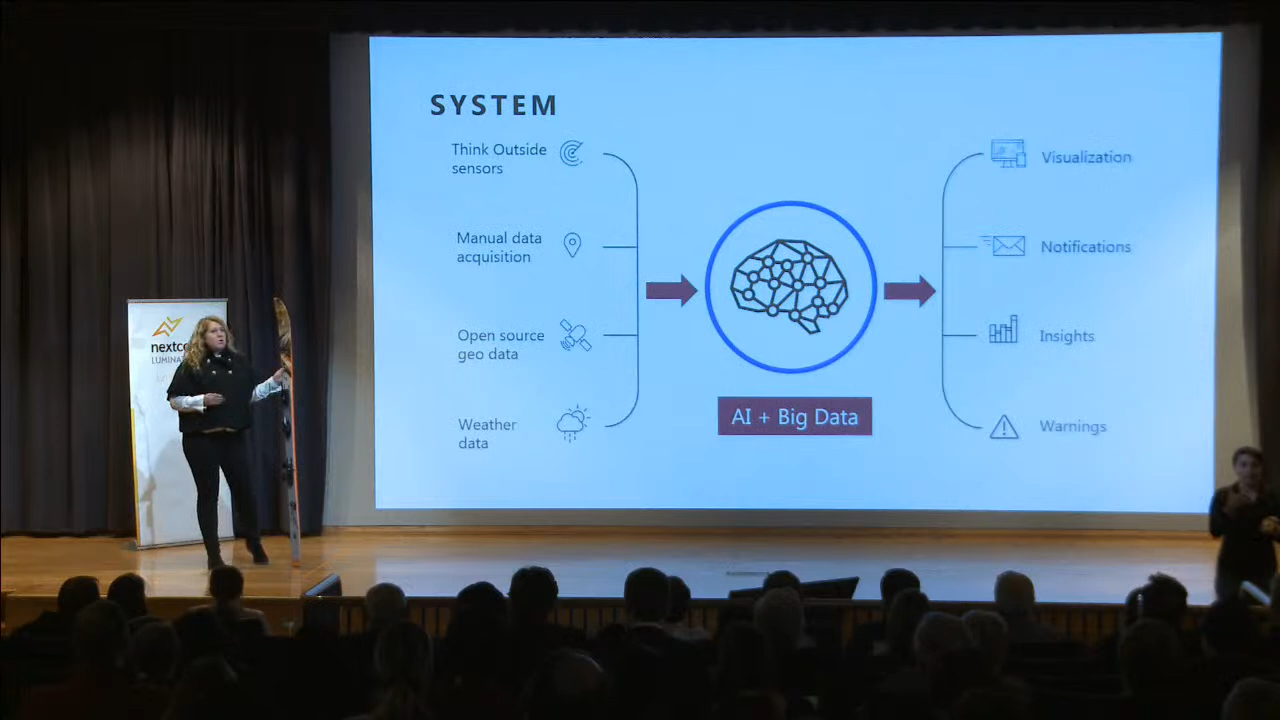 SYSTEM
Think Outside
sensors
Manual data
acquisition
Open source
geo data
Weather
data
AI + Big Data
Visualization
Notifications
Insights
Warnings